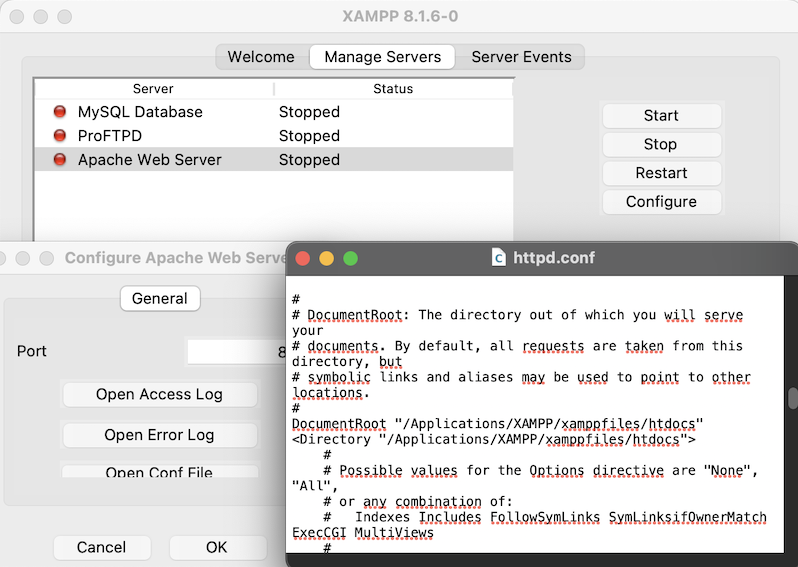 XAMPP 8.1.6-0
Welcome Manage Servers Server Events
Server Status
MySQL Database Stopped
ProFTPD Stopped
Apache Web Server Stopped
Start
Stop
Restart
Configure
Configure Apache Web Serve
General
Port 8
Open Access Log
Open Error Log
Open Conf File
Cancel OK
httpd.conf
#
# DocumentRoot: The directory out of which you will serve
your
# documents. By default, all requests are taken from this
directory, but
# symbolic links and aliases may be used to point to other
locations.
#
DocumentRoot "/Applications/XAMPP/xamppfiles/htdocs"
<Directory "/Applications/XAMPP/xamppfiles/htdocs">
#
# Possible values for the Options directive are "None",
"All",
# or any combination of:
# Indexes Includes FollowSymLinks SymLinksifOwnerMatch
ExecCGI MultiViews
#